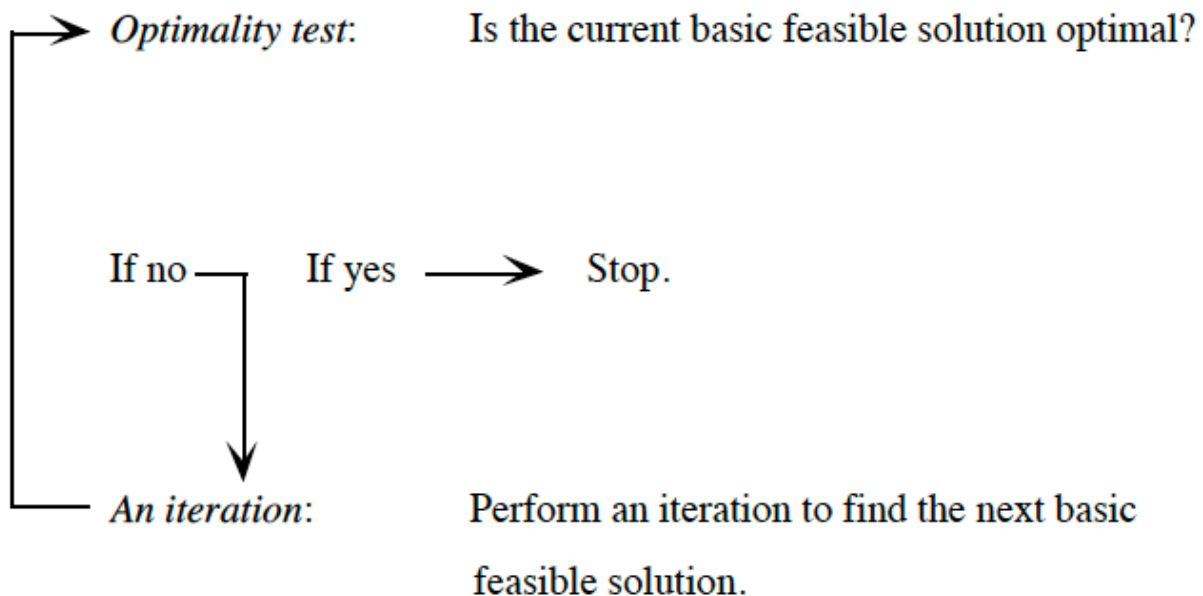 Optimality test: Is the current basic feasible solution optimal?
If no If yes Stop.
An iteration: Perform an iteration to find the next basic
feasible solution.